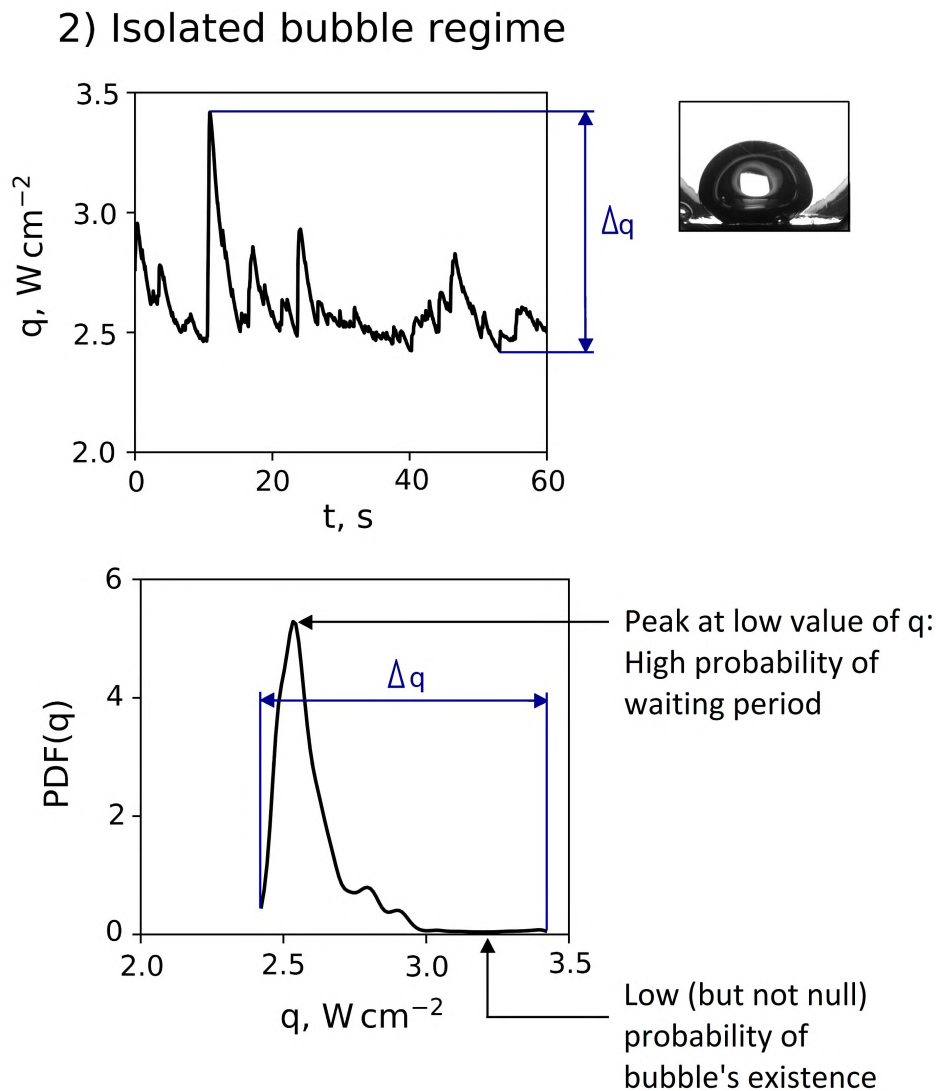 2) Isolated bubble regime
3.5
3.0
2.5
2.0
q, W cm⁻²
Δq
0
20
40
60
t, s
6
4
2
0
PDF(q)
Δq
2.0
2.5
3.0
3.5
q, W cm⁻²
Peak at low value of q:
High probability of
waiting period
Low (but not null)
probability of
bubble's existence